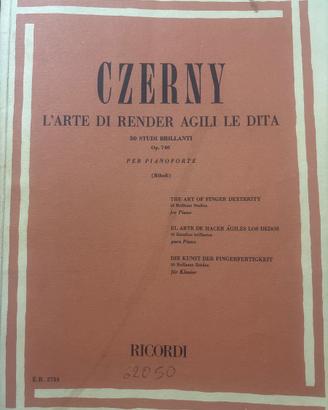 CZERNY
L'ARTE DI RENDER AGILI LE DITA
50 STUDI BRILLANTI
Op. 740
PER PIANOFORTE
(Riboli)
THE ART OF FINGER DEXTERITY
50 Brilliant Studies
for Piano
EL ARTE DE HACER ÁGILES LOS DEDOS
50 Estudios brillantes
para Piano
DIE KUNST DER FINGERFERTIGKEIT
50 Brillante Etüden
für Klavier
RICORDI
E.R. 2734
62050